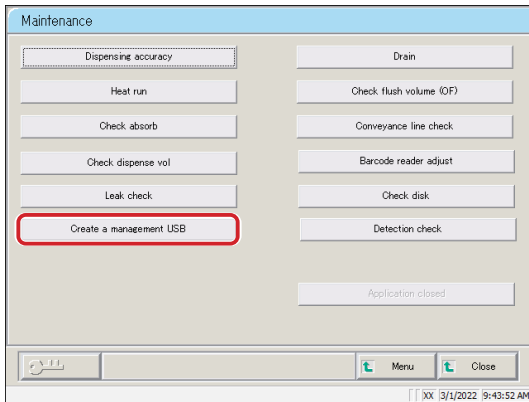 Maintenance
Dispensing accuracy
Drain
Heat run
Check flush volume (OF)
Check absorb
Conveyance line check
Check dispense vol
Barcode reader adjust
Leak check
Check disk
Create a management USB
Detection check
Application closed
Menu
Close
XX 3/1/2022 9:43:52 AM